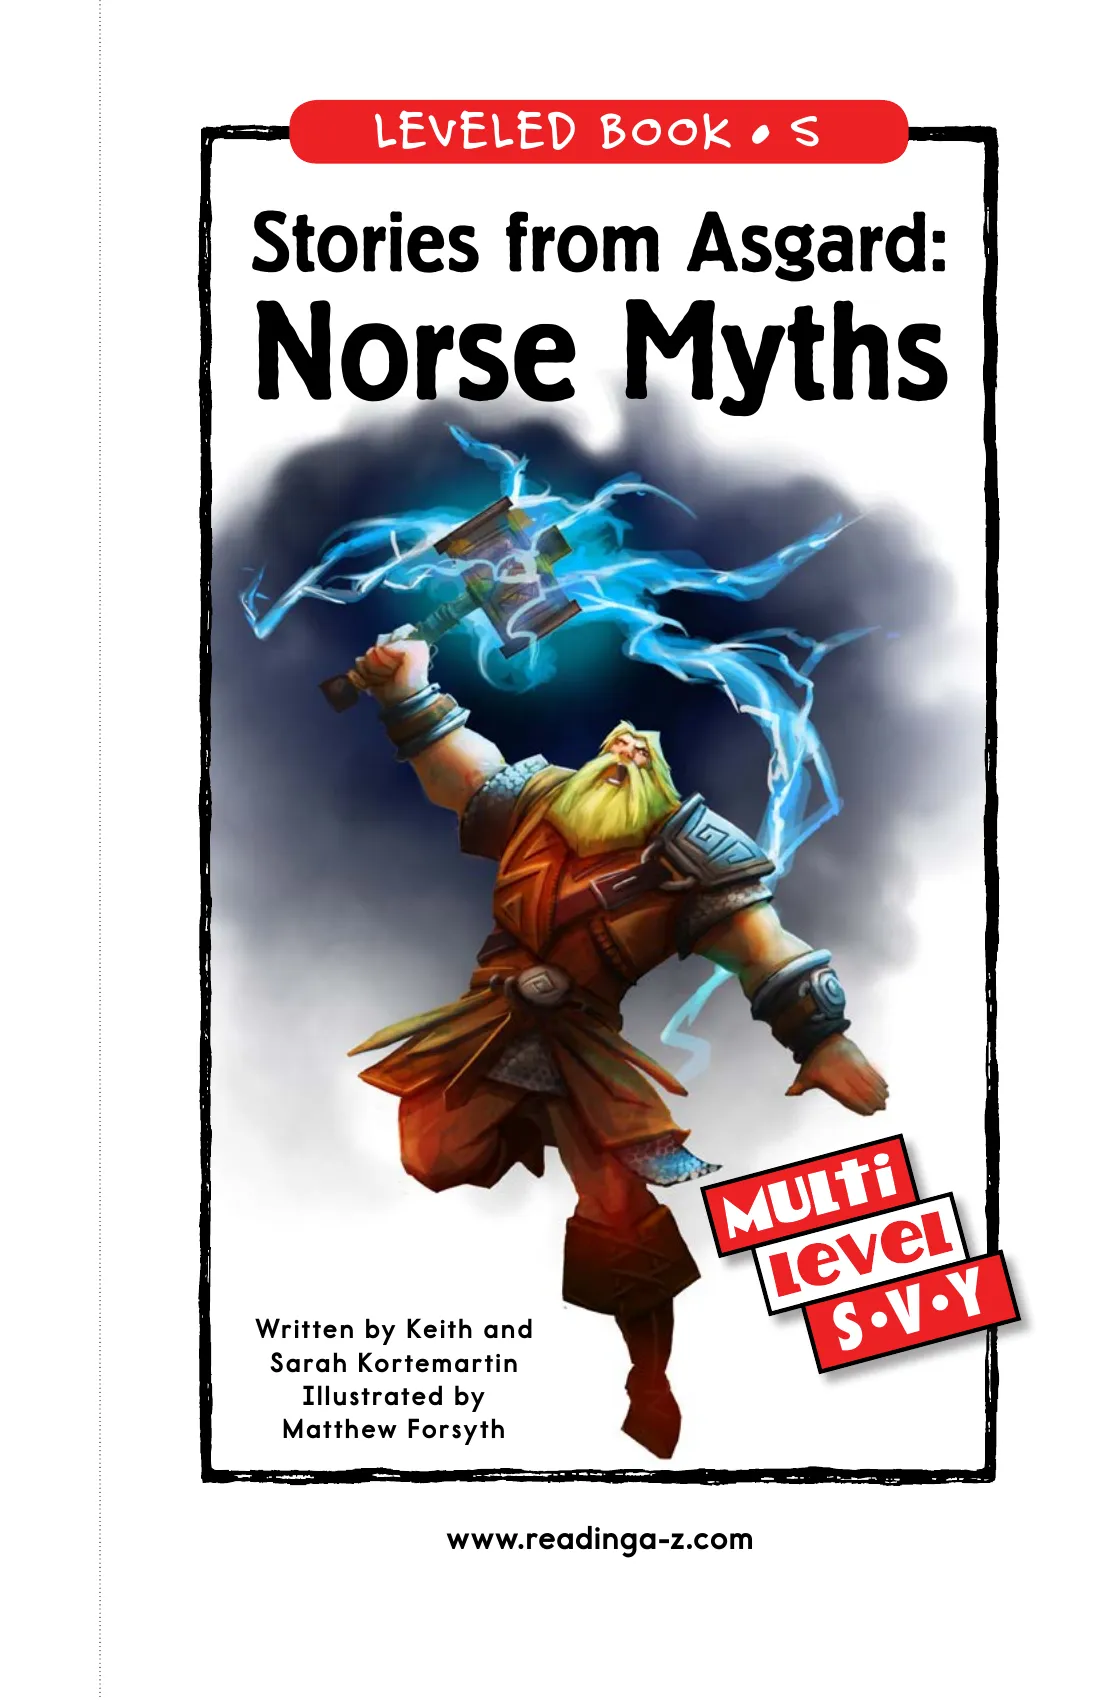 LEVELED BOOK • S
Stories from Asgard:
Norse Myths
MULTi
LEVEL
S•V•Y
Written by Keith and
Sarah Kortemartin
Illustrated by
Matthew Forsyth
www.readinga-z.com